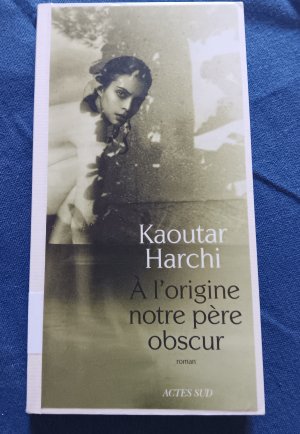 Kaoutar
Harchi
À l'origine
notre père
obscur
roman
ACTES SUD